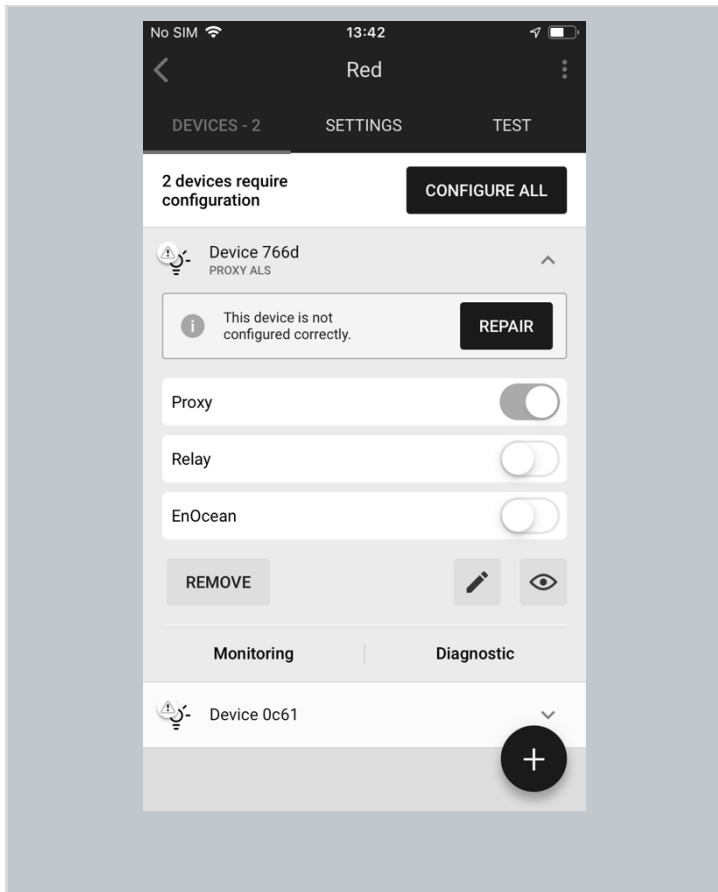 No SIM 13:42
Red
DEVICES - 2 SETTINGS TEST
2 devices require
configuration
CONFIGURE ALL
Device 766d
PROXY ALS
i
This device is not
configured correctly.
REPAIR
Proxy
Relay
EnOcean
REMOVE
Monitoring Diagnostic
Device 0c61